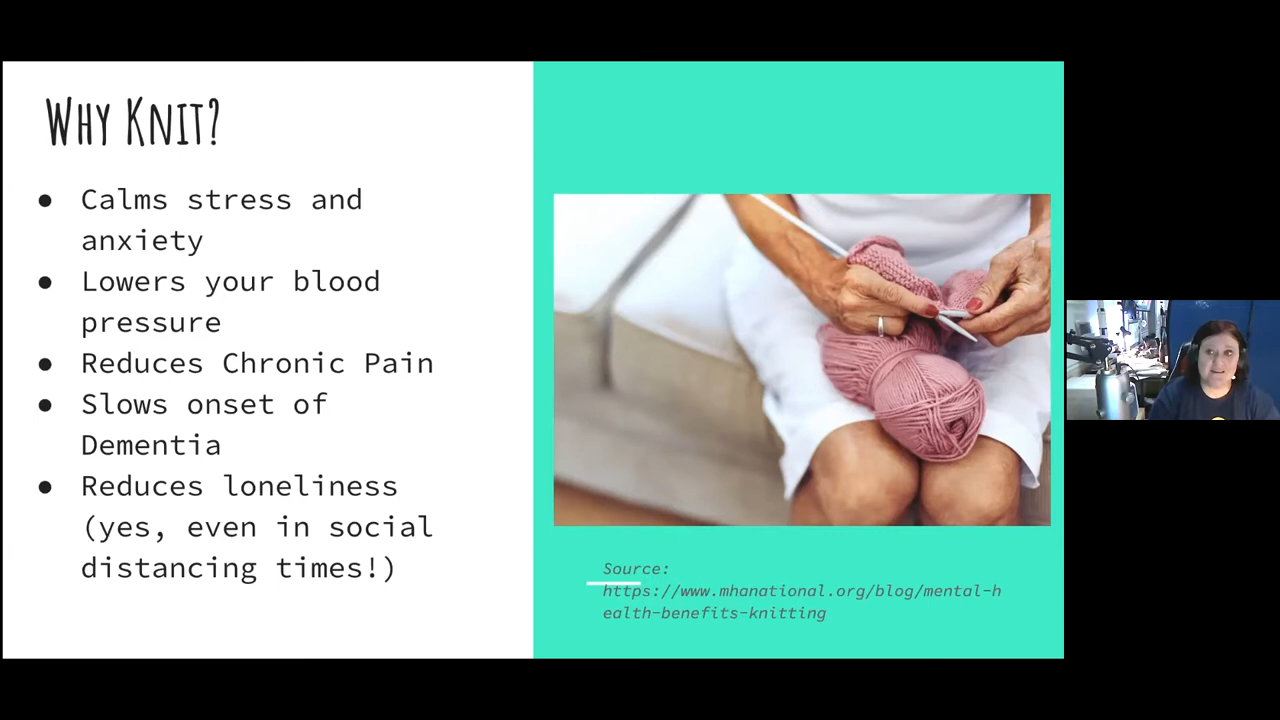 Why Knit?
● Calms stress and
anxiety
● Lowers your blood
pressure
● Reduces Chronic Pain
● Slows onset of
Dementia
● Reduces loneliness
(yes, even in social
distancing times!)
Source:
https://www.mhanational.org/blog/mental-h
ealth-benefits-knitting